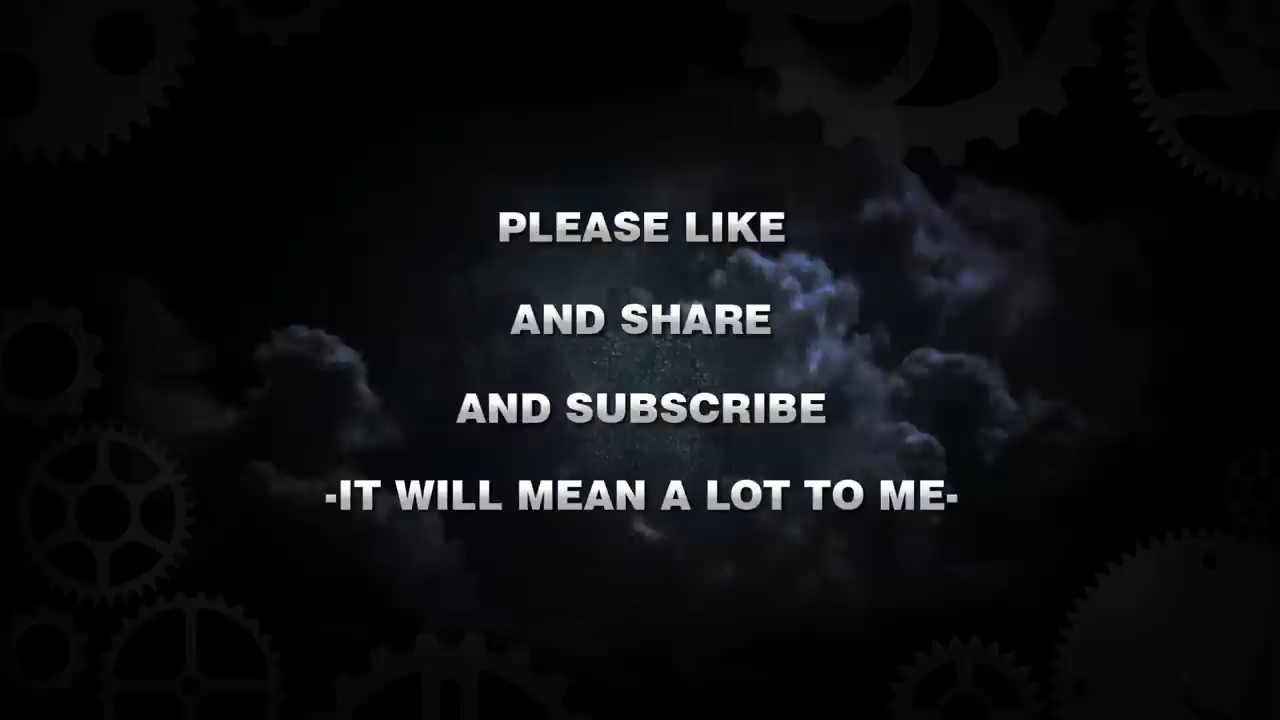 PLEASE LIKE
AND SHARE
AND SUBSCRIBE
-IT WILL MEAN A LOT TO ME-